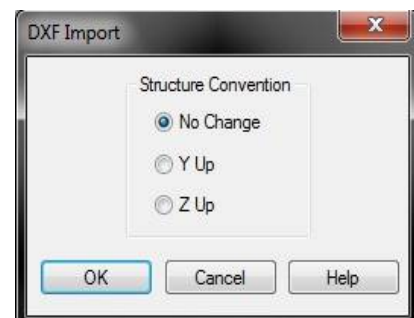 DXF Import
Structure Convention
No Change
Y Up
Z Up
OK Cancel Help